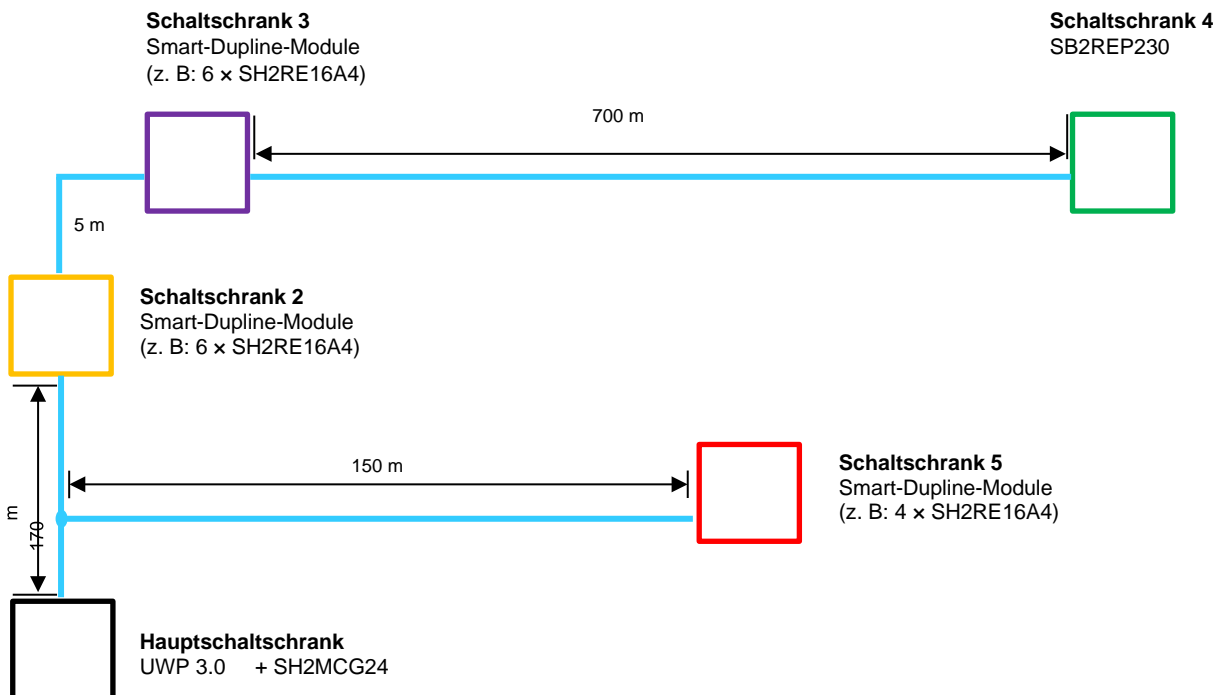 Schaltschrank 3
Smart-Dupline-Module
(z. B: 6 × SH2RE16A4)
Schaltschrank 4
SB2REP230
700 m
5 m
Schaltschrank 2
Smart-Dupline-Module
(z. B: 6 × SH2RE16A4)
170
m
150 m
Schaltschrank 5
Smart-Dupline-Module
(z. B: 4 × SH2RE16A4)
Hauptschaltschrank
UWP 3.0 + SH2MCG24